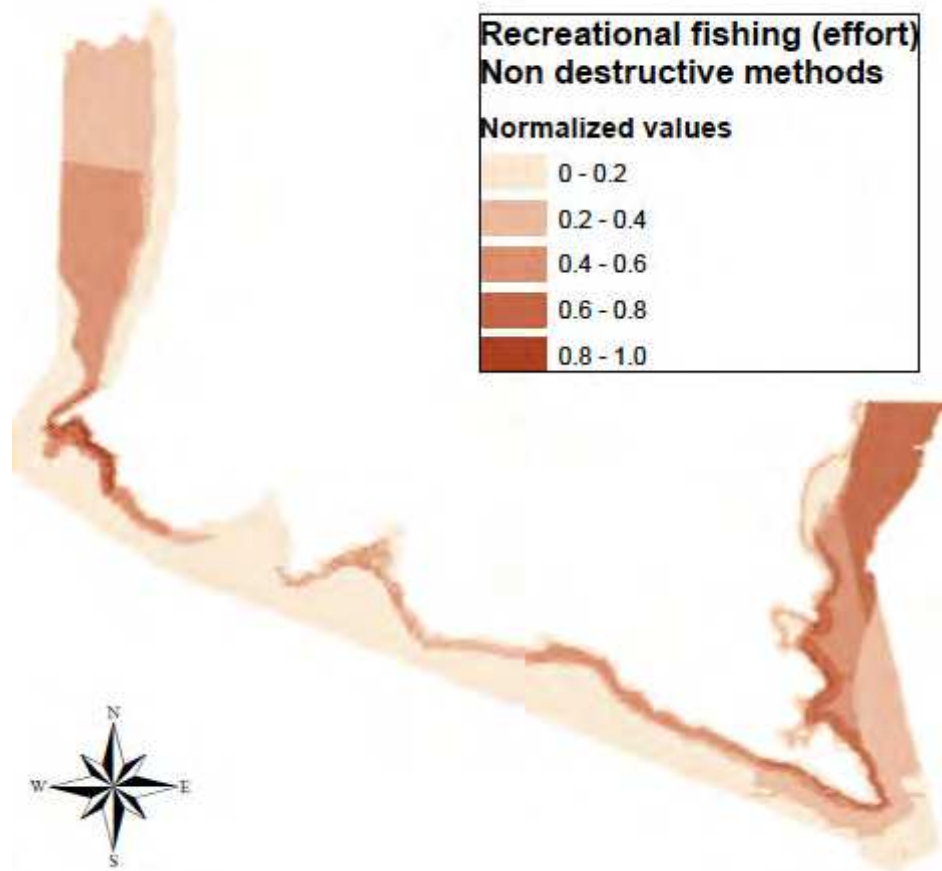 Recreational fishing (effort)
Non destructive methods
Normalized values
0 - 0.2
0.2 - 0.4
0.4 - 0.6
0.6 - 0.8
0.8 - 1.0
N
W E
S